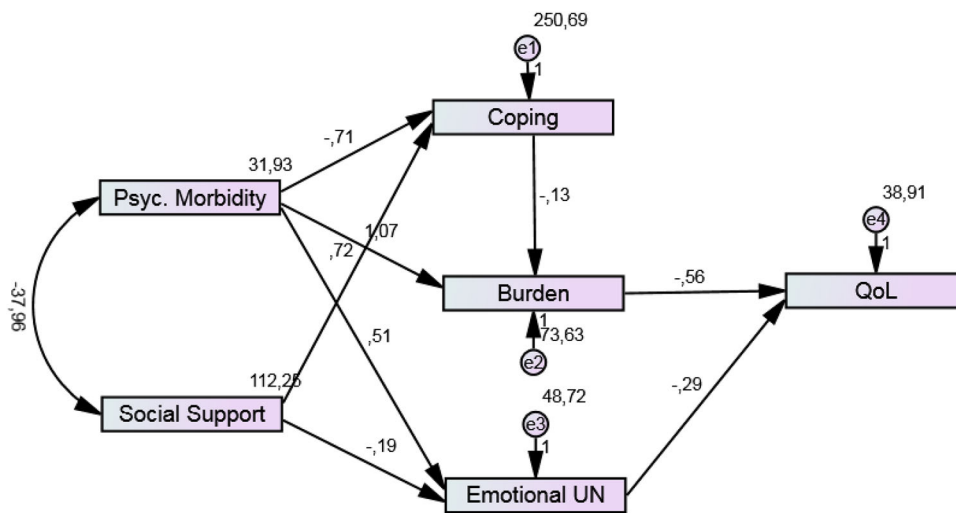 250,69
e1
1
Coping
-,71
31,93
Psyc. Morbidity
-,13
38,91
e4
1
,72
1,07
Burden
-,56
QoL
-37,96
1
73,63
,51
e2
112,25
Social Support
48,72
-,29
e3
-,19
1
Emotional UN